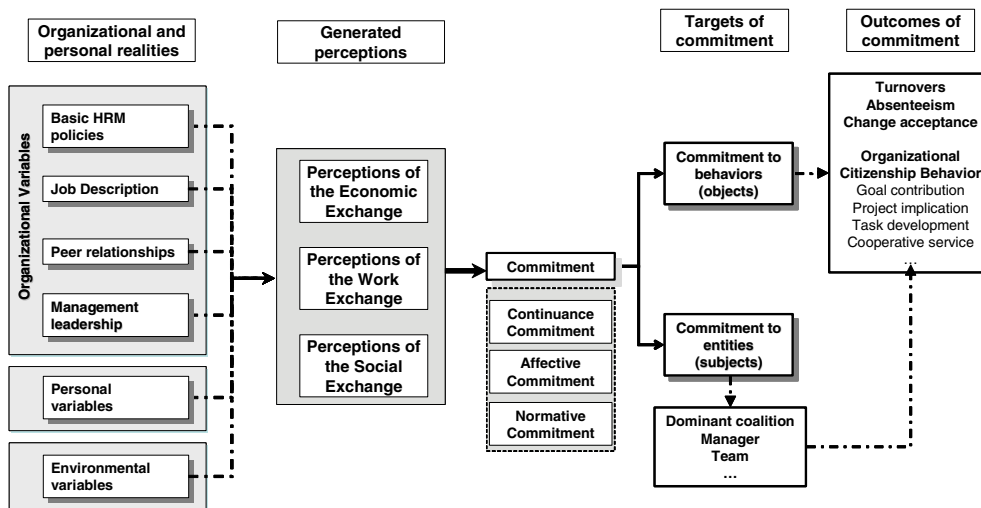 Organizational and
personal realities
Generated
perceptions
Targets of
commitment
Outcomes of
commitment
Organizational Variables
Basic HRM
policies
Job Description
Peer relationships
Management
leadership
Personal
variables
Environmental
variables
Perceptions of
the Economic
Exchange
Perceptions of
the Work
Exchange
Perceptions of
the Social
Exchange
Commitment
Continuance
Commitment
Affective
Commitment
Normative
Commitment
Commitment to
behaviors
(objects)
Commitment to
entities
(subjects)
Dominant coalition
Manager
Team
...
Turnovers
Absenteeism
Change acceptance
Organizational
Citizenship Behavior
Goal contribution
Project implication
Task development
Cooperative service
...